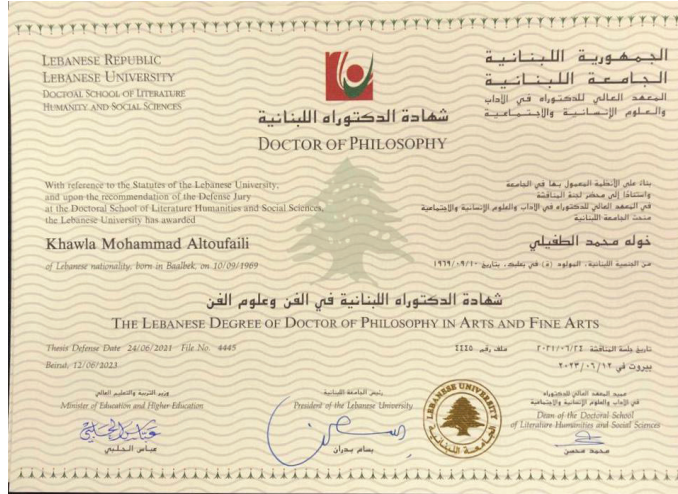 LEBANESE REPUBLIC
LEBANESE UNIVERSITY
DOCTOAL SCHOOL OF LITERATURE
HUMANITY AND SOCIAL SCIENCES
الجمهورية اللبنانية
الجامعة اللبنانية
المعهد العالي للدكتوراه في الآداب
والعلوم الإنسانية والاجتماعية
شهادة الدكتوراه اللبنانية
DOCTOR OF PHILOSOPHY
With reference to the Statutes of the Lebanese University,
and upon the recommendation of the Defense Jury
at the Doctoral School of Literature Humanities and Social Sciences,
the Lebanese University has awarded
Khawla Mohammad Altoufaili
of Lebanese nationality, born in Baalbek, on 10/09/1969
بناء على الأنظمة المعمول بها في الجامعة
واستنادًا إلى محضر لجنة المناقشة
في المعهد العالي للدكتوراه في الآداب والعلوم الإنسانية والاجتماعية
منحت الجامعة اللبنانية
خوله محمد الطفيلي
من الجنسية اللبنانية، المولود (ة) في بعلبك، بتاريخ ١٩٦٩/٠٩/١٠
شهادة الدكتوراه اللبنانية في الفن وعلوم الفن
THE LEBANESE DEGREE OF DOCTOR OF PHILOSOPHY IN ARTS AND FINE ARTS
Thesis Defense Date 24/06/2021 File No. 4445
Beirut, 12/06/2023
تاريخ جلسة المناقشة ٢٠٢١/٠٦/٢٤ ملف رقم ٤٤٤٥
بيروت في ٢٠٢٣/٠٦/١٢
وزير التربية والتعليم العالي
Minister of Education and Higher Education
عباس الحلبي
رئيس الجامعة اللبنانية
President of the Lebanese University
بسام بدران
LEBANESE UNIVERSITY
الجامعة اللبنانية
عميد المعهد العالي للدكتوراه
في الآداب والعلوم الإنسانية والاجتماعية
Dean of the Doctoral School
of Literature Humanities and Social Sciences
محمد محسن